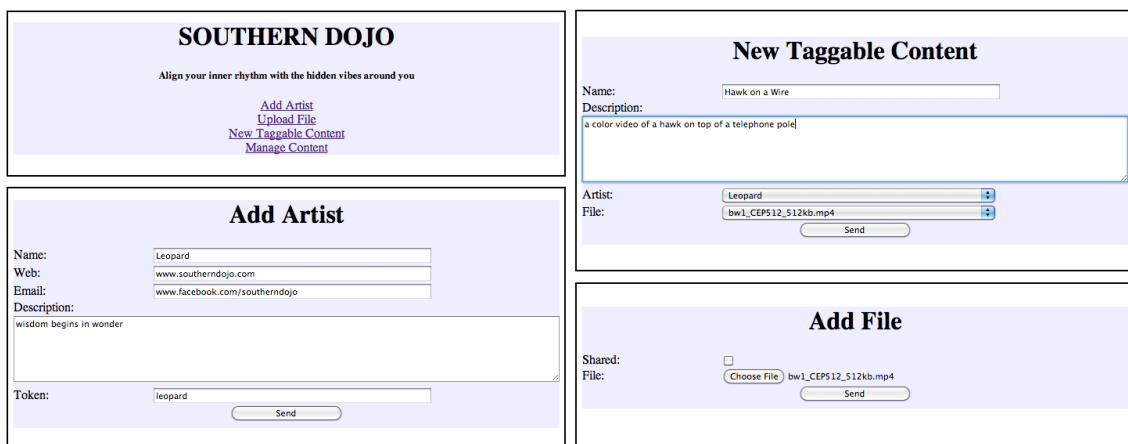 SOUTHERN DOJO
Align your inner rhythm with the hidden vibes around you
Add Artist
Upload File
New Taggable Content
Manage Content
Add Artist
Name: Leopard
Web: www.southerndojo.com
Email: www.facebook.com/southerndojo
Description:
wisdom begins in wonder
Token: leopard
Send
New Taggable Content
Name: Hawk on a Wire
Description:
a color video of a hawk on top of a telephone pole
Artist: Leopard
File: bw1_CEP512_512kb.mp4
Send
Add File
Shared:
File: Choose File bw1_CEP512_512kb.mp4
Send